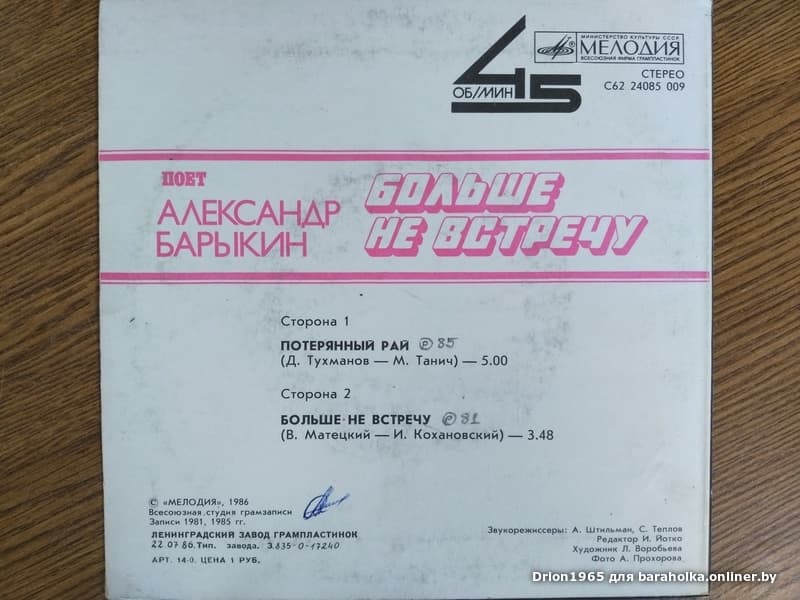 45
ОБ/МИН
МИНИСТЕРСТВО КУЛЬТУРЫ СССР
МЕЛОДИЯ
ВСЕСОЮЗНАЯ ФИРМА ГРАМПЛАСТИНОК
СТЕРЕО
С62 24085 009
ПОЕТ
АЛЕКСАНДР
БАРЫКИН
БОЛЬШЕ
НЕ ВСТРЕЧУ
Сторона 1
ПОТЕРЯННЫЙ РАЙ ℗ 85
(Д. Тухманов — М. Танич) — 5.00
Сторона 2
БОЛЬШЕ НЕ ВСТРЕЧУ ℗ 81
(В. Матецкий — И. Кохановский) — 3.48
© «МЕЛОДИЯ», 1986
Всесоюзная студия грамзаписи
Записи 1981, 1985 гг.
ЛЕНИНГРАДСКИЙ ЗАВОД ГРАМПЛАСТИНОК
22 07 86. Тип. завода. З.835-0-17240
АРТ. 14-0. ЦЕНА 1 РУБ.
Звукорежиссеры: А. Штильман, С. Теплов
Редактор И. Йотко
Художник Л. Воробьева
Фото А. Прохорова
Drion1965 для baraholka.onliner.by